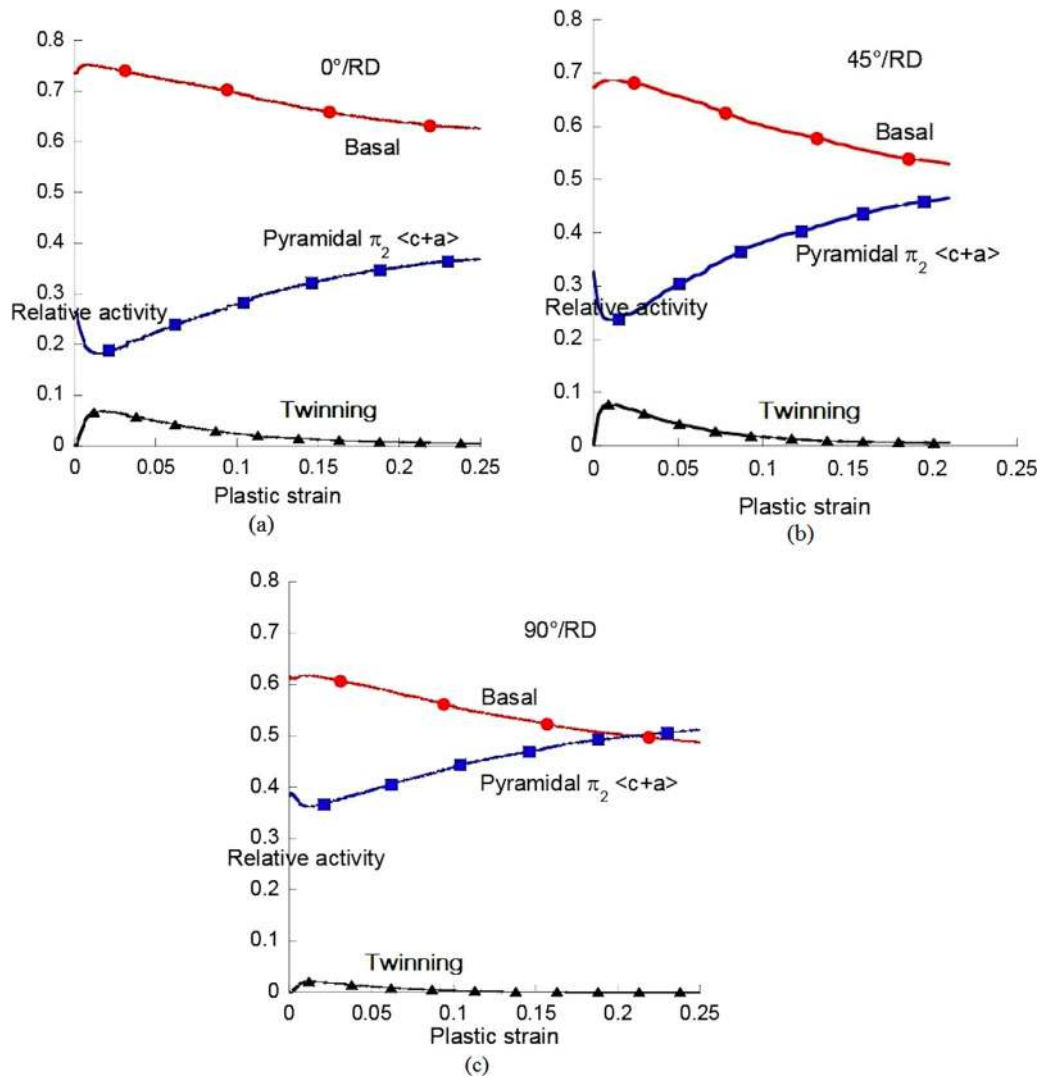 0.8
0.7
0.6
0.5
0.4
0.3
0.2
0.1
0
0°/RD
Basal
Pyramidal π₂ <c+a>
Relative activity
Twinning
0 0.05 0.1 0.15 0.2 0.25
Plastic strain
(a)
0.8
0.7
0.6
0.5
0.4
0.3
0.2
0.1
0
45°/RD
Basal
Pyramidal π₂ <c+a>
Relative activity
Twinning
0 0.05 0.1 0.15 0.2 0.25
Plastic strain
(b)
0.8
0.7
0.6
0.5
0.4
0.3
0.2
0.1
0
90°/RD
Basal
Pyramidal π₂ <c+a>
Relative activity
Twinning
0 0.05 0.1 0.15 0.2 0.25
Plastic strain
(c)